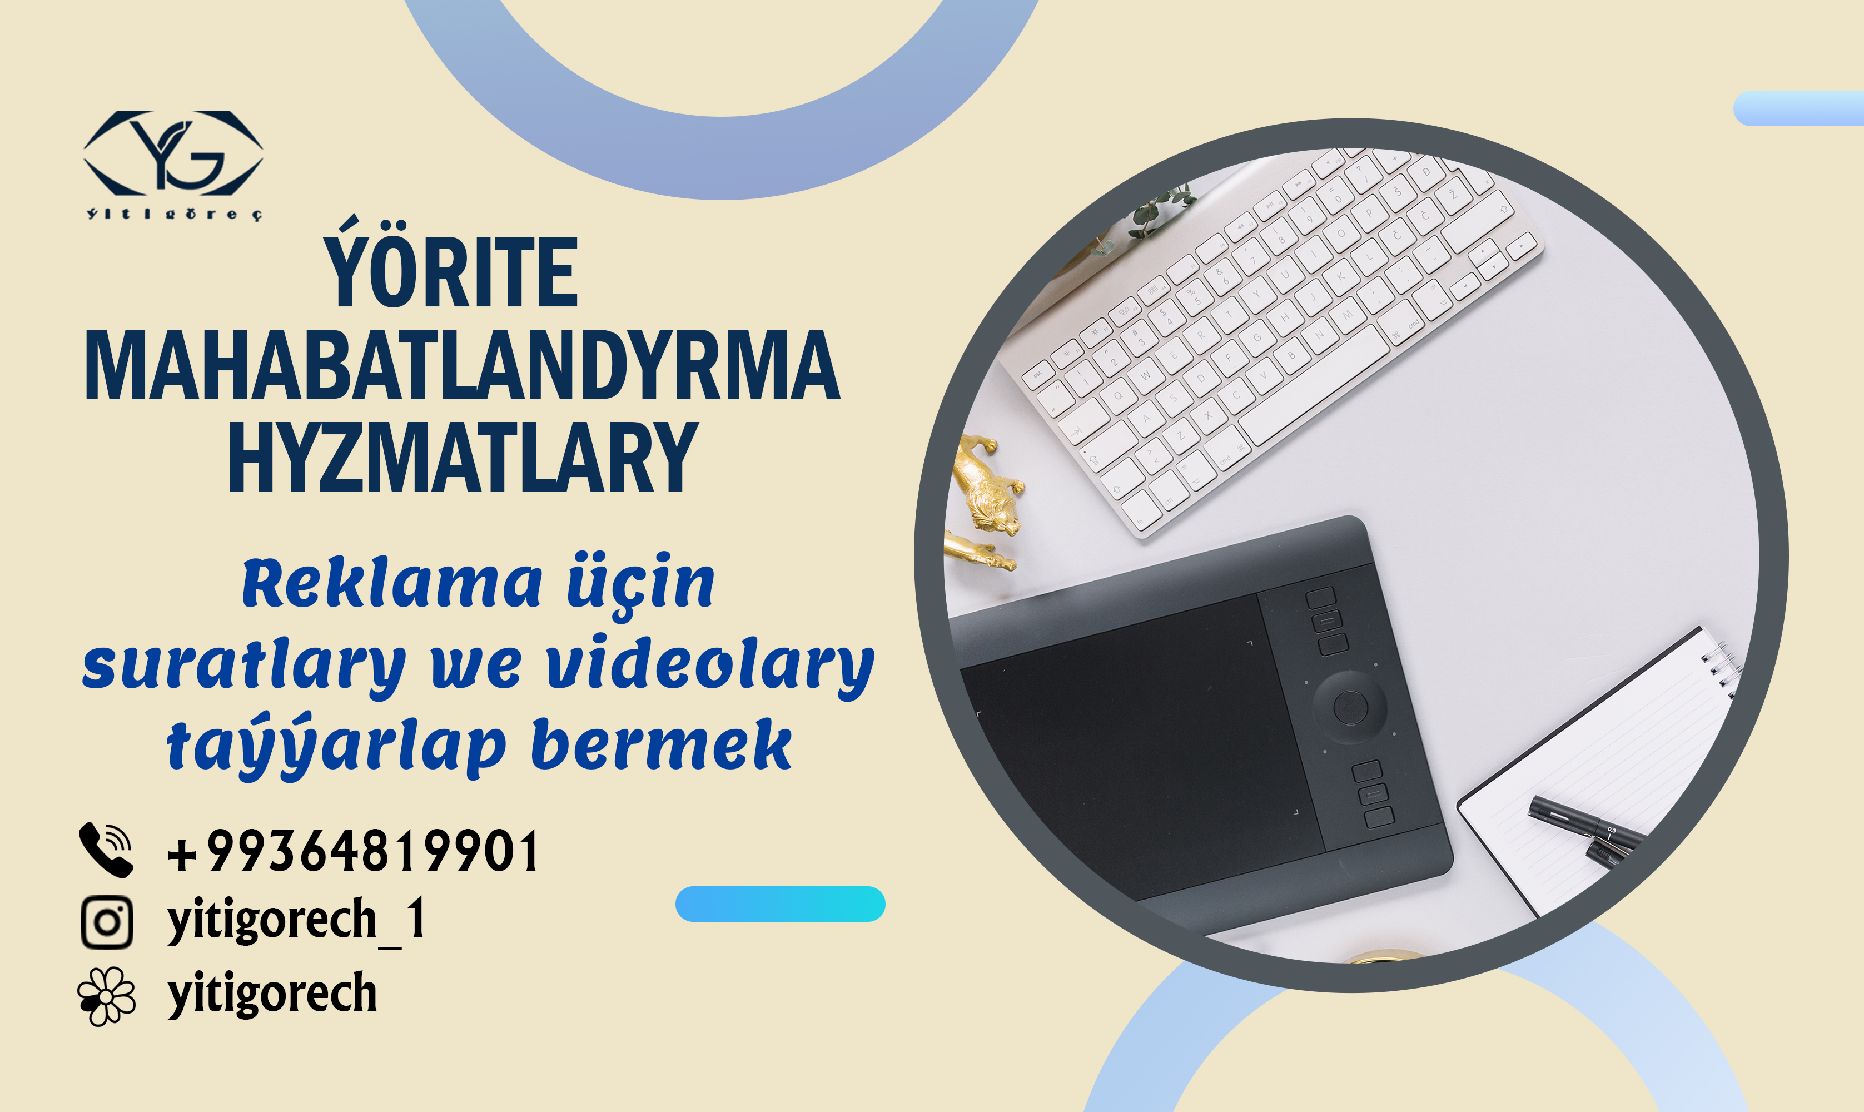 YG
ýitigöreç
ÝÖRITE
MAHABATLANDYRMA
HYZMATLARY
Reklama üçin
suratlary we videolary
taýýarlap bermek
+99364819901
yitigorech_1
yitigorech